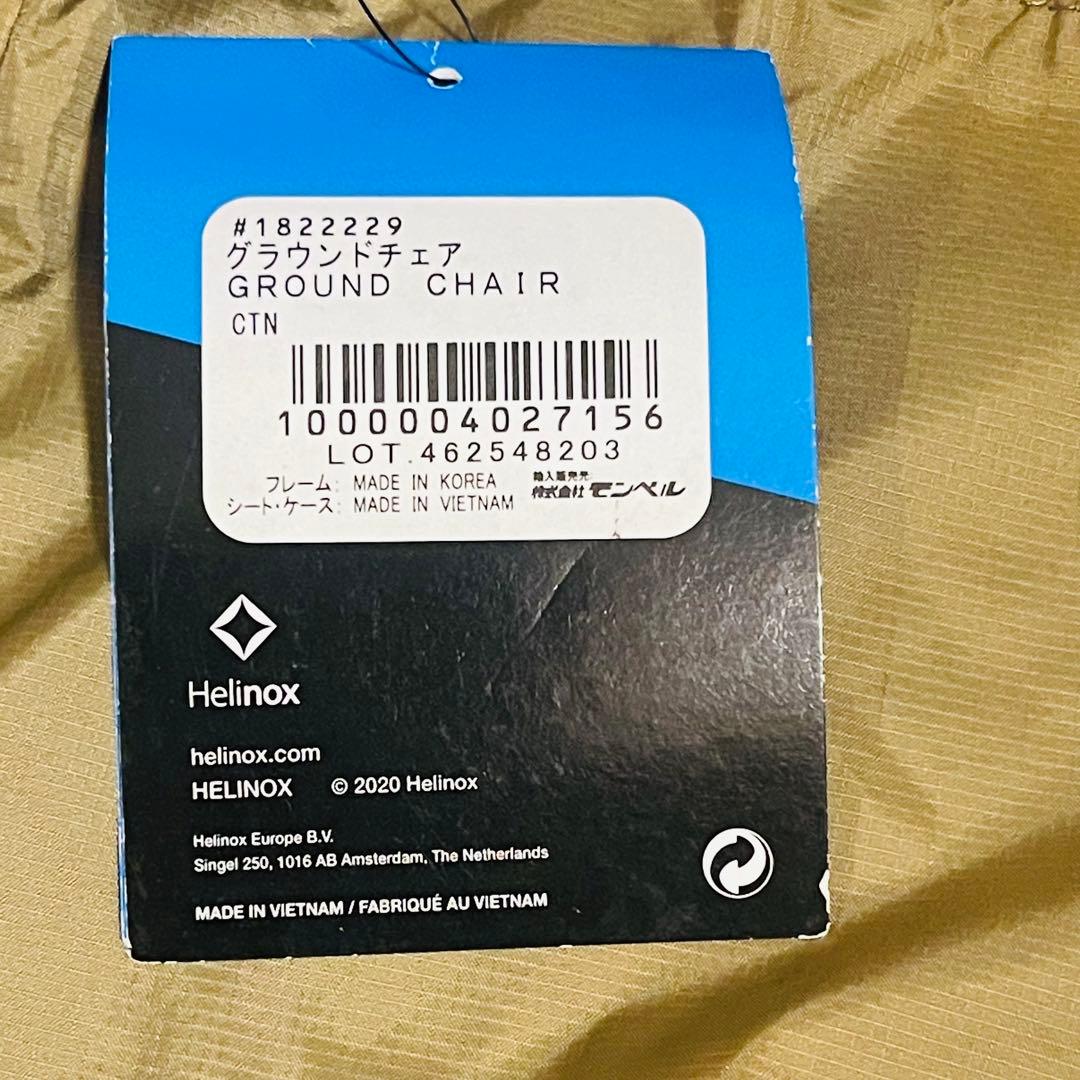 #1822229
グラウンドチェア
GROUND CHAIR
CTN
1000004027156
LOT.462548203
フレーム: MADE IN KOREA
シート・ケース: MADE IN VIETNAM
輸入販売元:
株式会社 モンベル
Helinox
helinox.com
HELINOX © 2020 Helinox
Helinox Europe B.V.
Singel 250, 1016 AB Amsterdam, The Netherlands
MADE IN VIETNAM / FABRIQUÉ AU VIETNAM